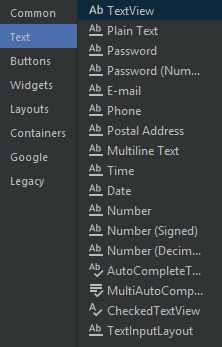 Common
Text
Buttons
Widgets
Layouts
Containers
Google
Legacy
Ab TextView
Ab Plain Text
Ab Password
Ab Password (Num...
Ab E-mail
Ab Phone
Ab Postal Address
Ab Multiline Text
Ab Time
Ab Date
Ab Number
Ab Number (Signed)
Ab Number (Decim...
Ab AutoCompleteT...
MultiAutoComp...
A CheckedTextView
Ab TextInputLayout